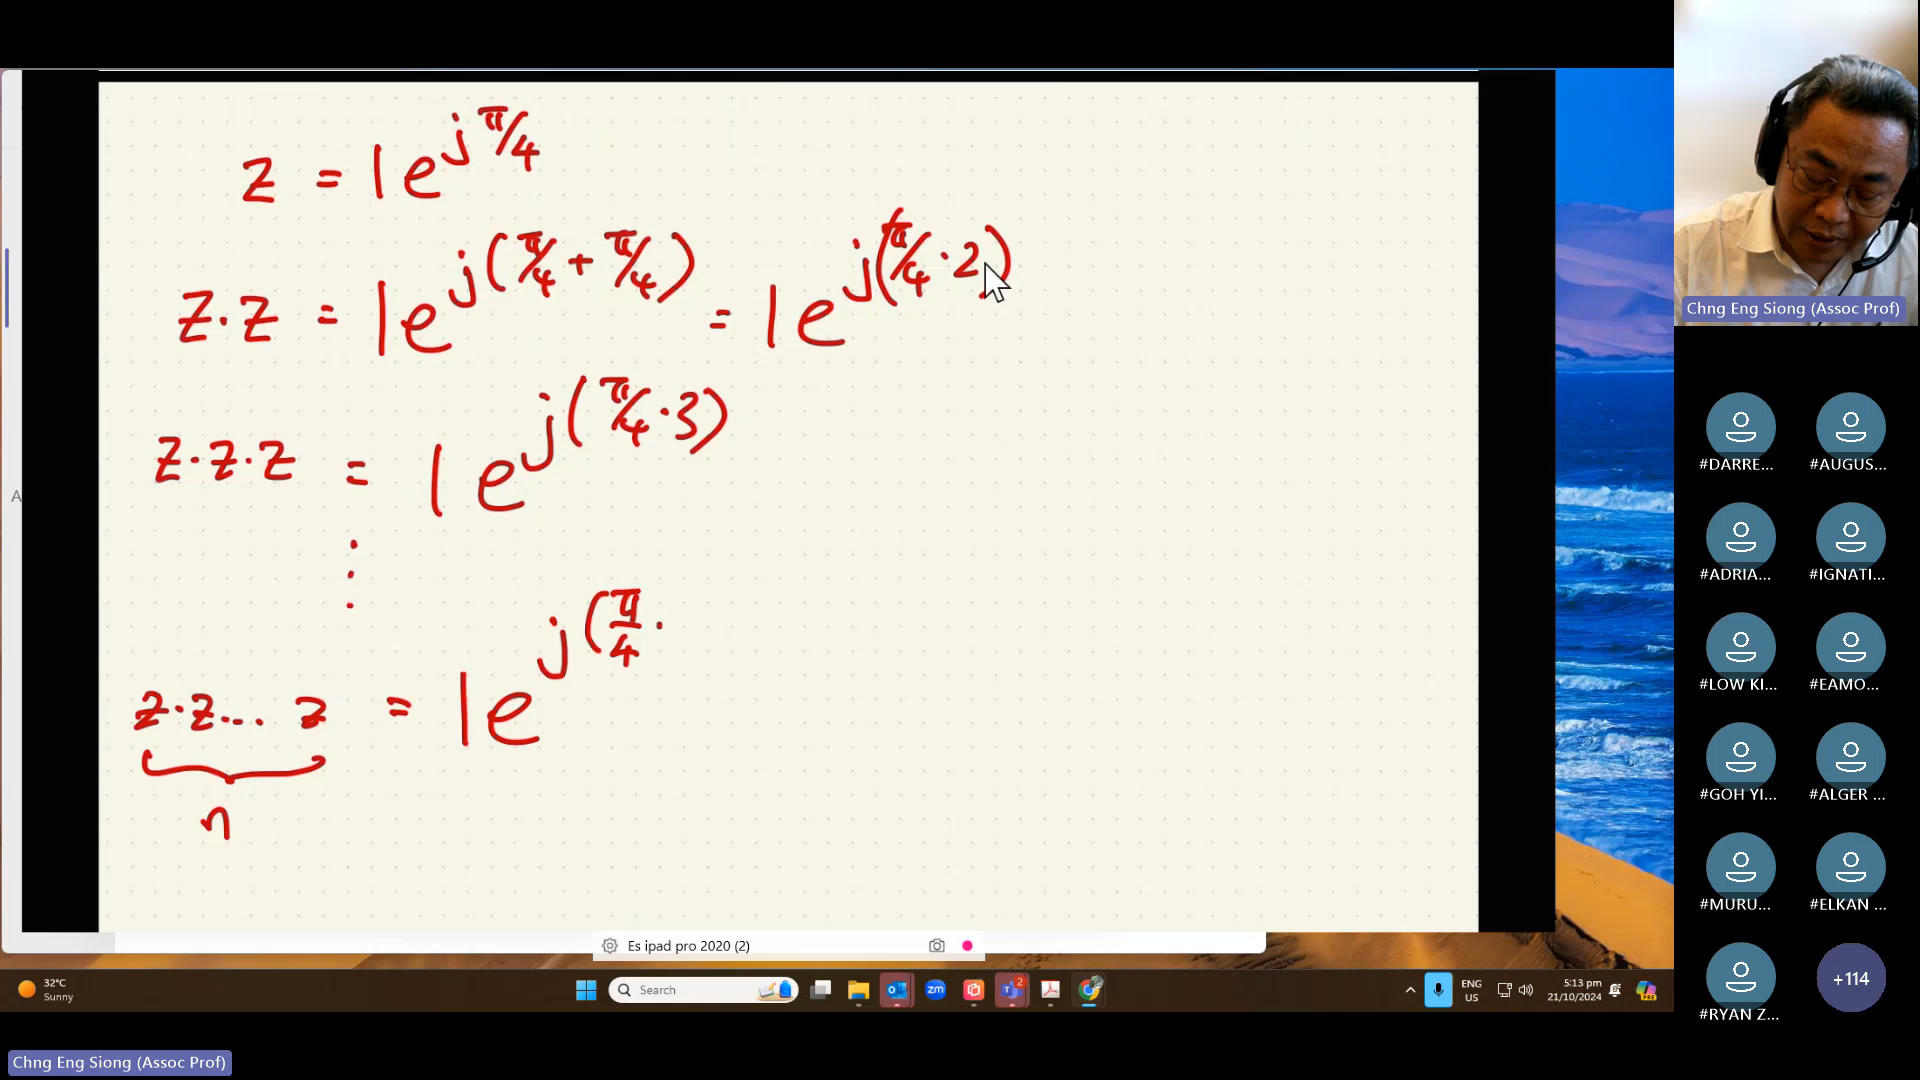 z = 1e^{jπ/4}
z·z = 1e^{j(π/4 + π/4)} = 1e^{j(π/4 · 2)}
z·z·z = 1e^{j(π/4 · 3)}
⋮
z·z... z = 1e^{j(π/4 ·
n
A
Chng Eng Siong (Assoc Prof)
#DARRE... #AUGUS...
#ADRIA... #IGNATI...
#LOW KI... #EAMO...
#GOH YI... #ALGER ...
#MURU... #ELKAN ...
#RYAN Z... +114
Es ipad pro 2020 (2)
32°C
Sunny
Search
zm
2
ENG
US
5:13 pm
21/10/2024
Chng Eng Siong (Assoc Prof)